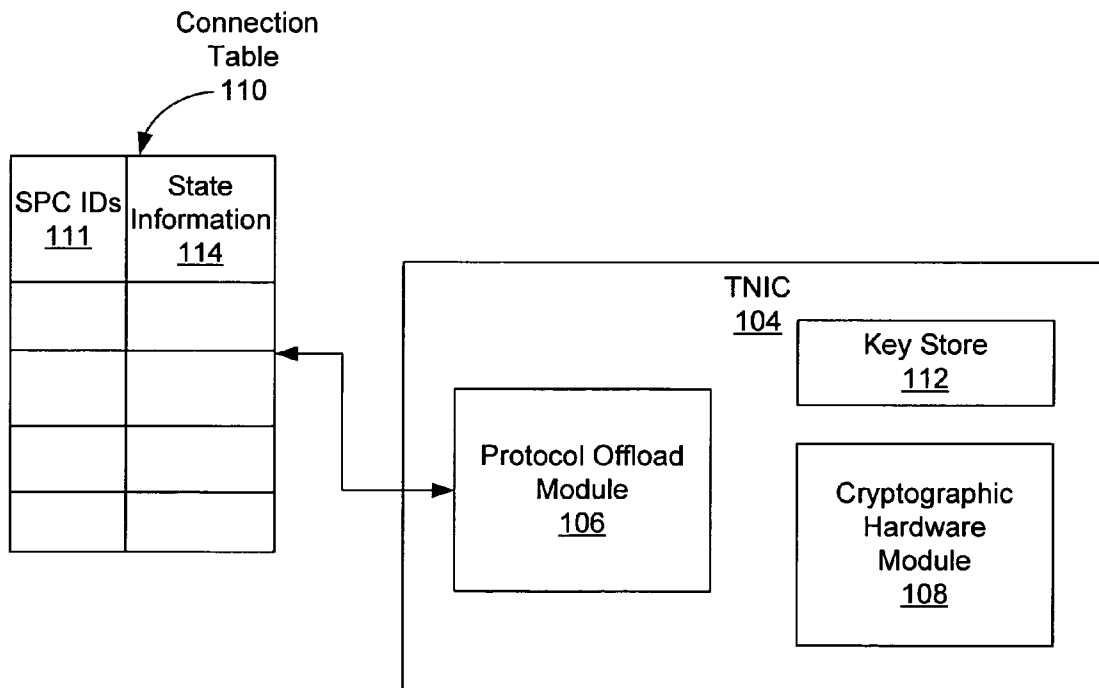 Connection
Table
110
SPC IDs
111
State
Information
114
TNIC
104
Key Store
112
Protocol Offload
Module
106
Cryptographic
Hardware
Module
108